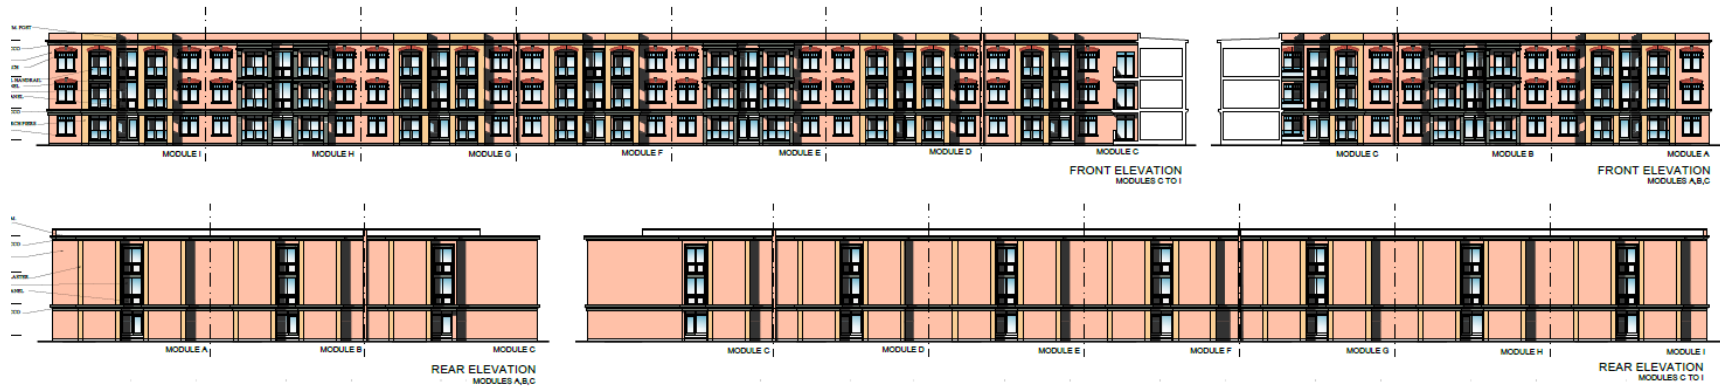 MODULE I
MODULE H
MODULE G
MODULE F
MODULE E
MODULE D
MODULE C
FRONT ELEVATION
MODULES C TO I
MODULE C
MODULE B
MODULE A
FRONT ELEVATION
MODULES A,B,C
MODULE A
MODULE B
MODULE C
REAR ELEVATION
MODULES A,B,C
MODULE C
MODULE D
MODULE E
MODULE F
MODULE G
MODULE H
MODULE I
REAR ELEVATION
MODULES C TO I